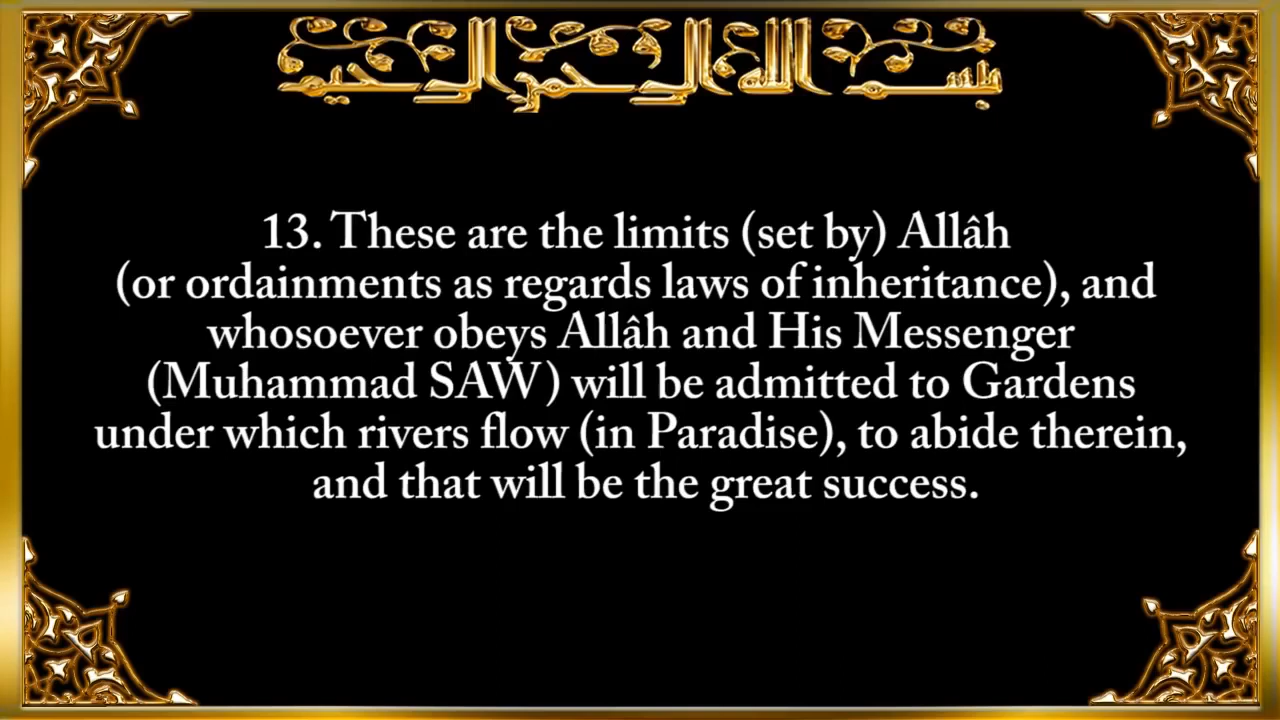 بسم الله الرحمن الرحيم
13. These are the limits (set by) Allâh
(or ordainments as regards laws of inheritance), and
whosoever obeys Allâh and His Messenger
(Muhammad SAW) will be admitted to Gardens
under which rivers flow (in Paradise), to abide therein,
and that will be the great success.